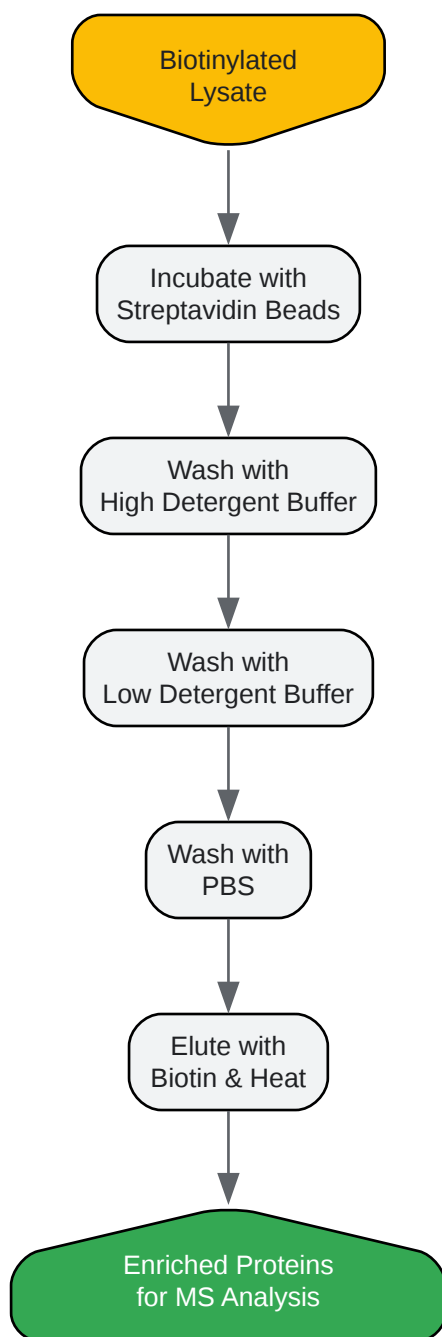 Biotinylated
Lysate
Incubate with
Streptavidin Beads
Wash with
High Detergent Buffer
Wash with
Low Detergent Buffer
Wash with
PBS
Elute with
Biotin & Heat
Enriched Proteins
for MS Analysis